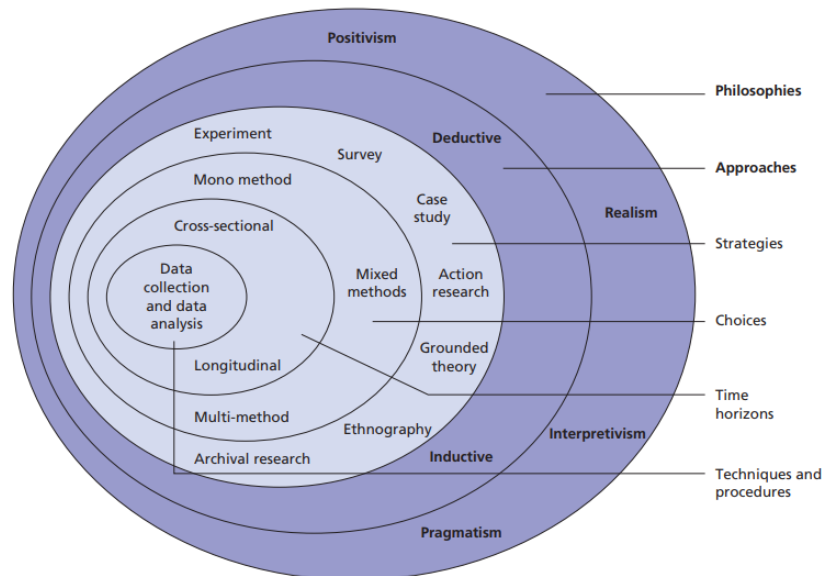 Positivism
Philosophies
Experiment
Deductive
Survey
Approaches
Mono method
Case
study
Realism
Cross-sectional
Strategies
Data
collection
and data
analysis
Mixed
methods
Action
research
Choices
Grounded
theory
Longitudinal
Time
horizons
Multi-method
Ethnography
Interpretivism
Archival research
Inductive
Techniques and
procedures
Pragmatism